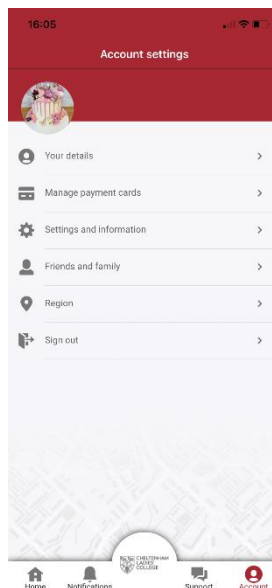 16:05
Account settings
Your details
Manage payment cards
Settings and information
Friends and family
Region
Sign out
CHELTENHAM
LADIES'
COLLEGE
Home
Notifications
Support
Account